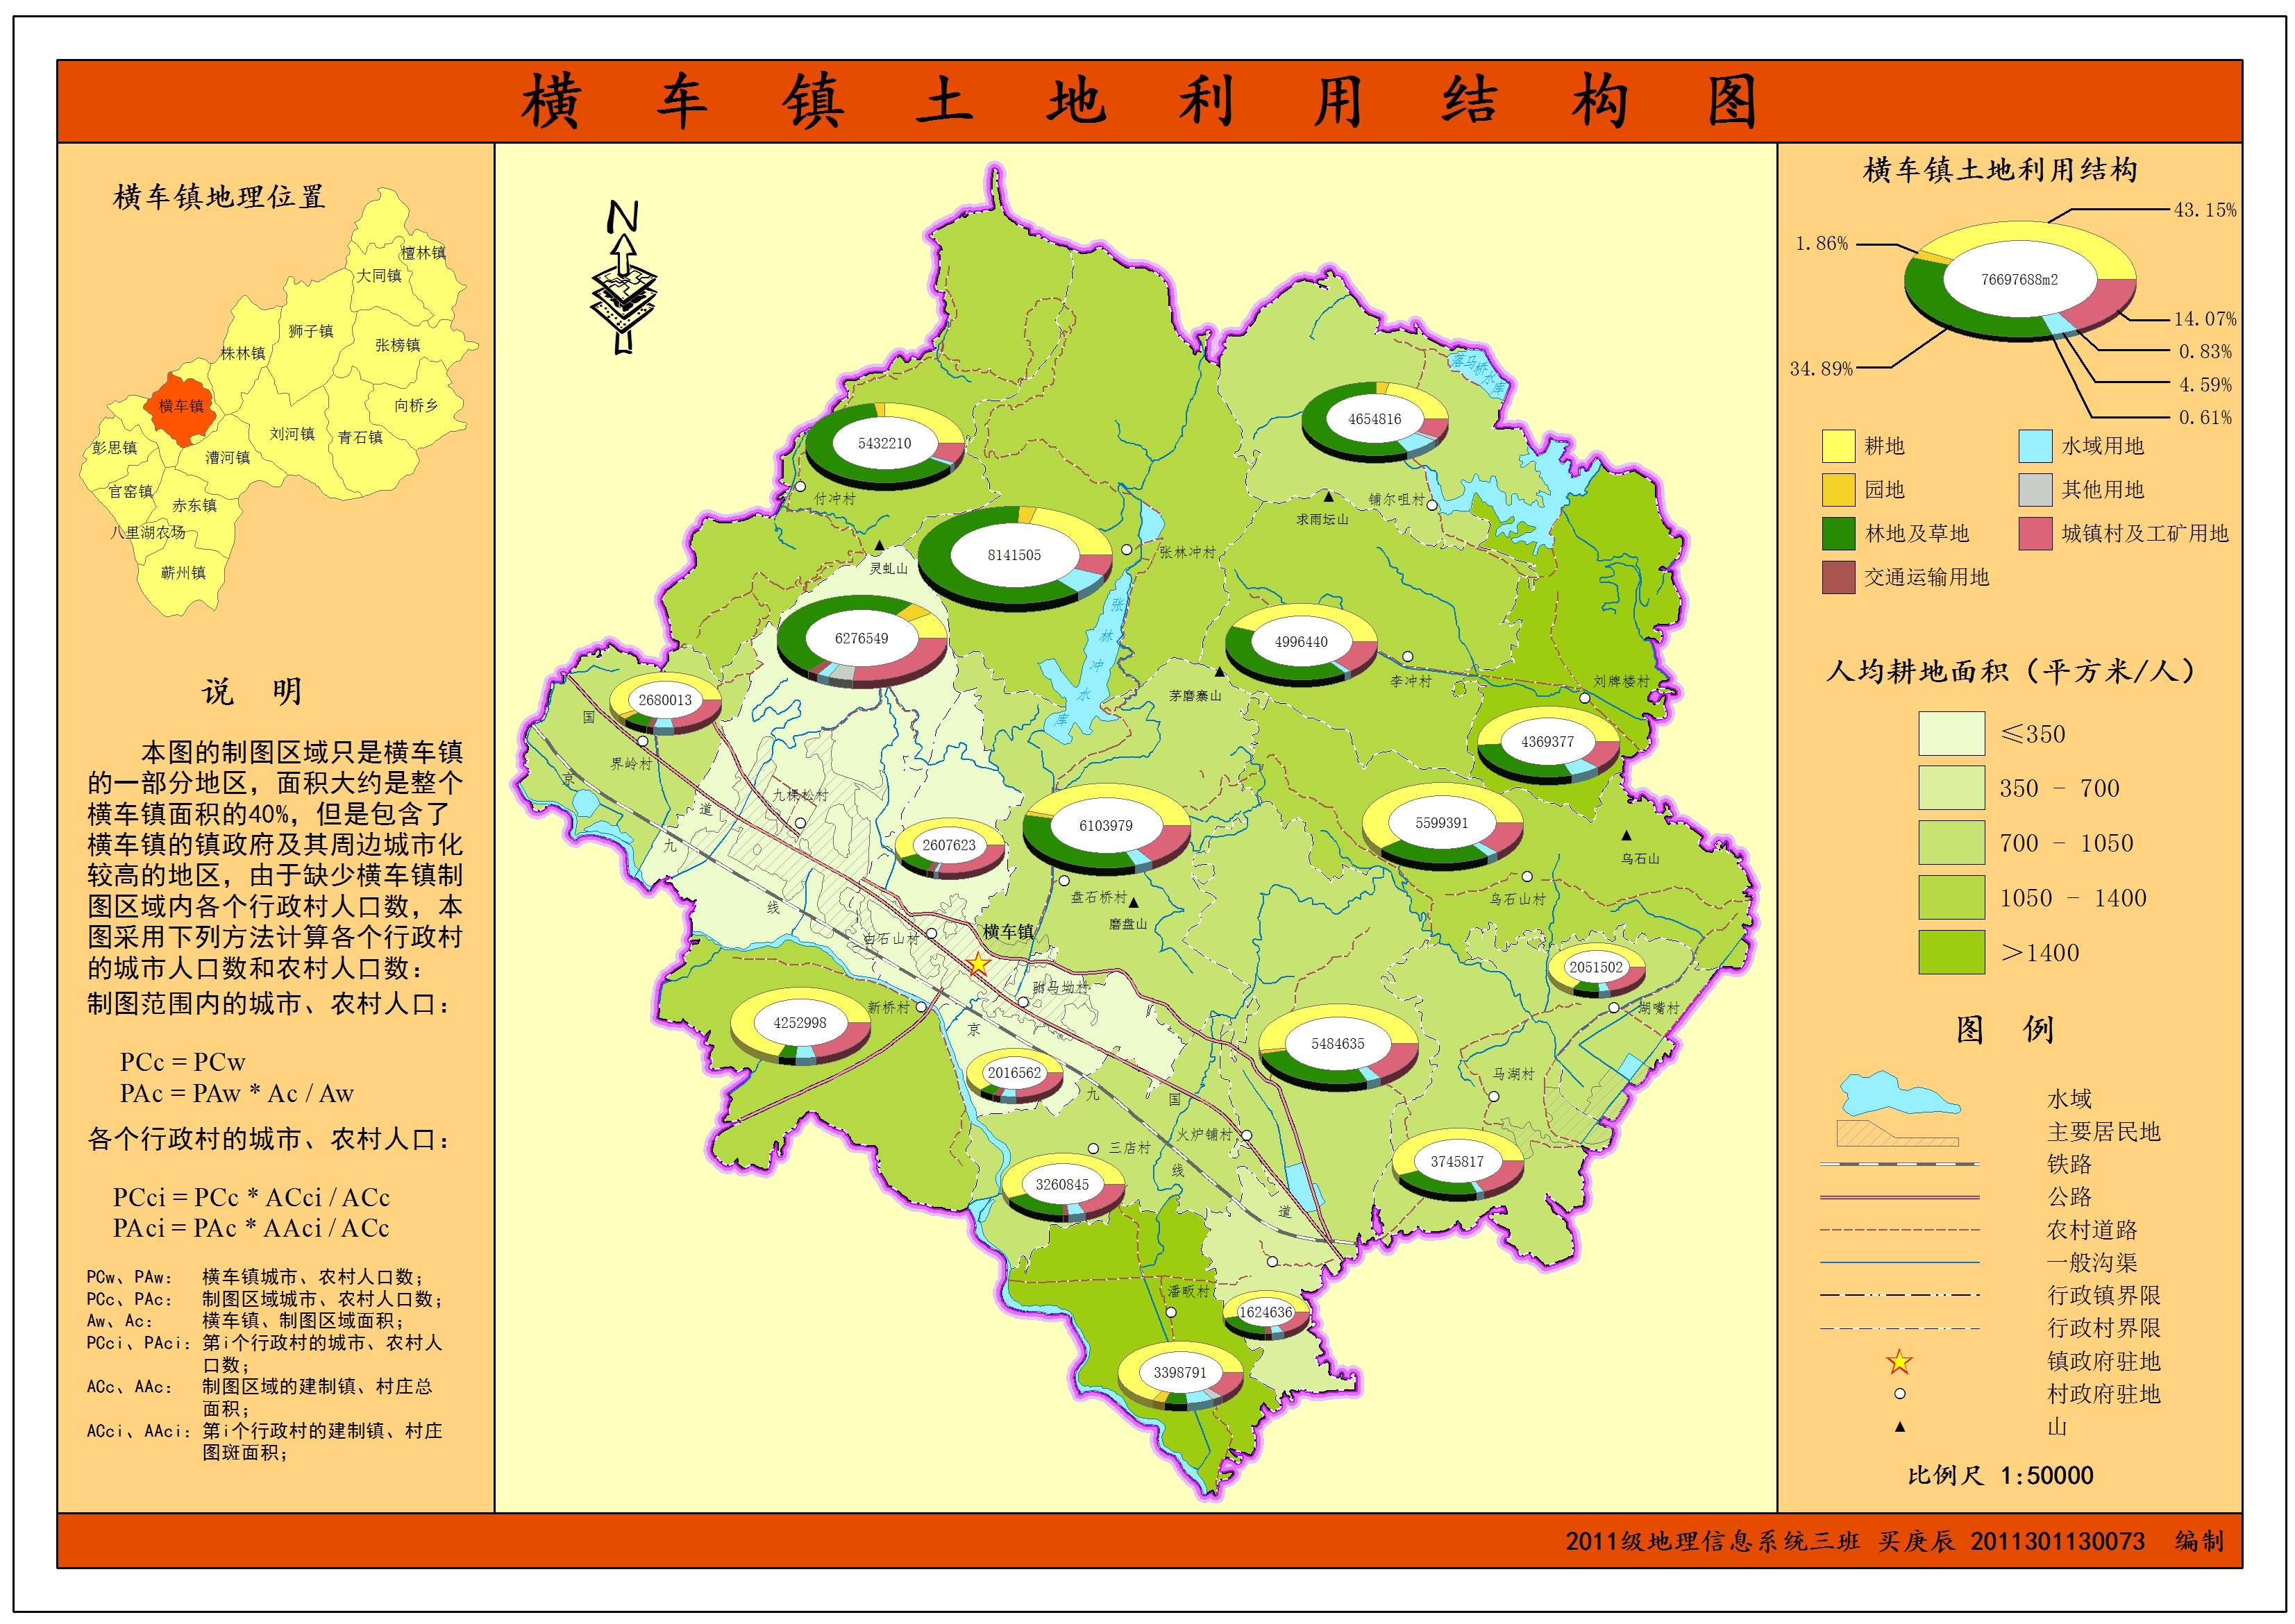 横车镇土地利用结构图
横车镇地理位置
檀林镇
大同镇
狮子镇
张榜镇
株林镇
横车镇
向桥乡
刘河镇
青石镇
彭思镇
漕河镇
官窑镇
赤东镇
八里湖农场
蕲州镇
说 明
本图的制图区域只是横车镇
的一部分地区，面积大约是整个
横车镇面积的40%，但是包含了
横车镇的镇政府及其周边城市化
较高的地区，由于缺少横车镇制
图区域内各个行政村人口数，本
图采用下列方法计算各个行政村
的城市人口数和农村人口数：
制图范围内的城市、农村人口：
PCc = PCw
PAc = PAw * Ac / Aw
各个行政村的城市、农村人口：
PCci = PCc * ACci / ACc
PAci = PAc * AAci / ACc
PCw、PAw： 横车镇城市、农村人口数；
PCc、PAc： 制图区域城市、农村人口数；
Aw、Ac： 横车镇、制图区域面积；
PCci、PAci：第i个行政村的城市、农村人
口数；
ACc、AAc： 制图区域的建制镇、村庄总
面积；
ACci、AAci：第i个行政村的建制镇、村庄
图斑面积；
N
落马桥水库
4654816
5432210
付冲村
铺尔咀村
求雨坛山
8141505
张林冲村
灵虬山
张林冲水库
6276549
4996440
李冲村
刘牌楼村
茅磨寨山
2680013
国
界岭村
4369377
京
道
九棵松村
6103979
5599391
九
2607623
乌石山
盘石桥村
乌石山村
线
磨盘山
白石山村
横车镇
2051502
驸马坳村
新桥村
湖嘴村
4252998
京
5484635
2016562
马湖村
九
国
火炉铺村
三店村
线
3745817
3260845
道
潘畈村
1624636
3398791
横车镇土地利用结构
43.15%
1.86%
76697688m2
14.07%
0.83%
34.89%
4.59%
0.61%
耕地
水域用地
园地
其他用地
林地及草地
城镇村及工矿用地
交通运输用地
人均耕地面积（平方米/人）
≤350
350 - 700
700 - 1050
1050 - 1400
>1400
图 例
水域
主要居民地
铁路
公路
农村道路
一般沟渠
行政镇界限
行政村界限
镇政府驻地
村政府驻地
山
比例尺 1:50000
2011级地理信息系统三班 买庚辰 2011301130073 编制